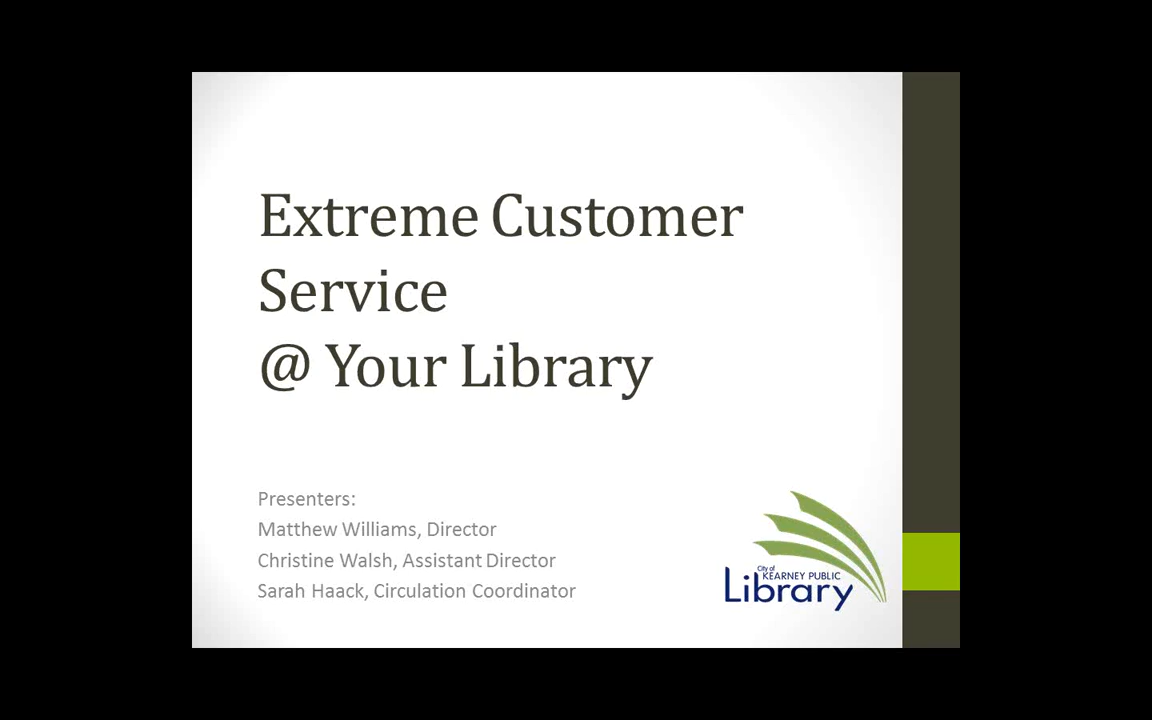 Extreme Customer
Service
@ Your Library
Presenters:
Matthew Williams, Director
Christine Walsh, Assistant Director
Sarah Haack, Circulation Coordinator
City of
KEARNEY PUBLIC
Library